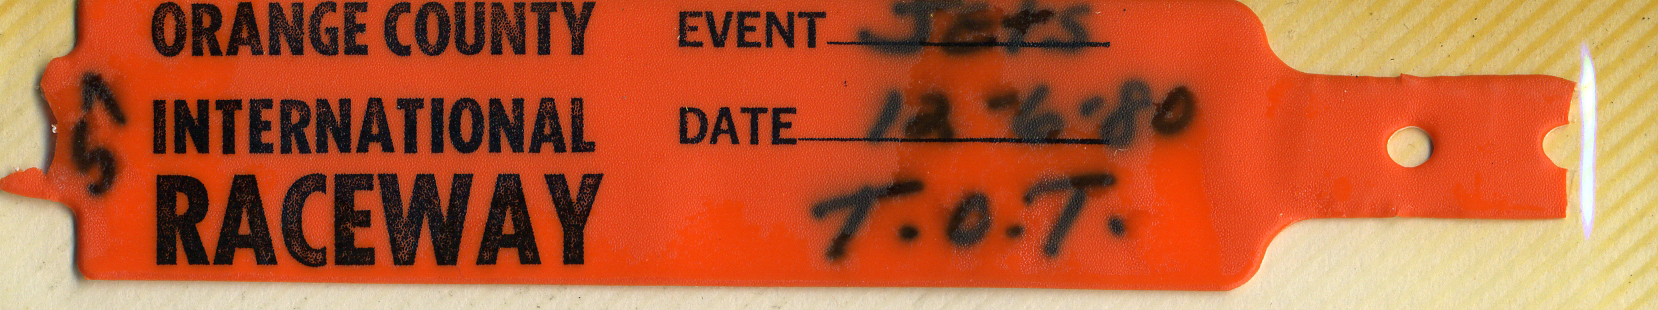 ORANGE COUNTY
INTERNATIONAL
RACEWAY
EVENT Jets
DATE 12-6-80
T.O.T.